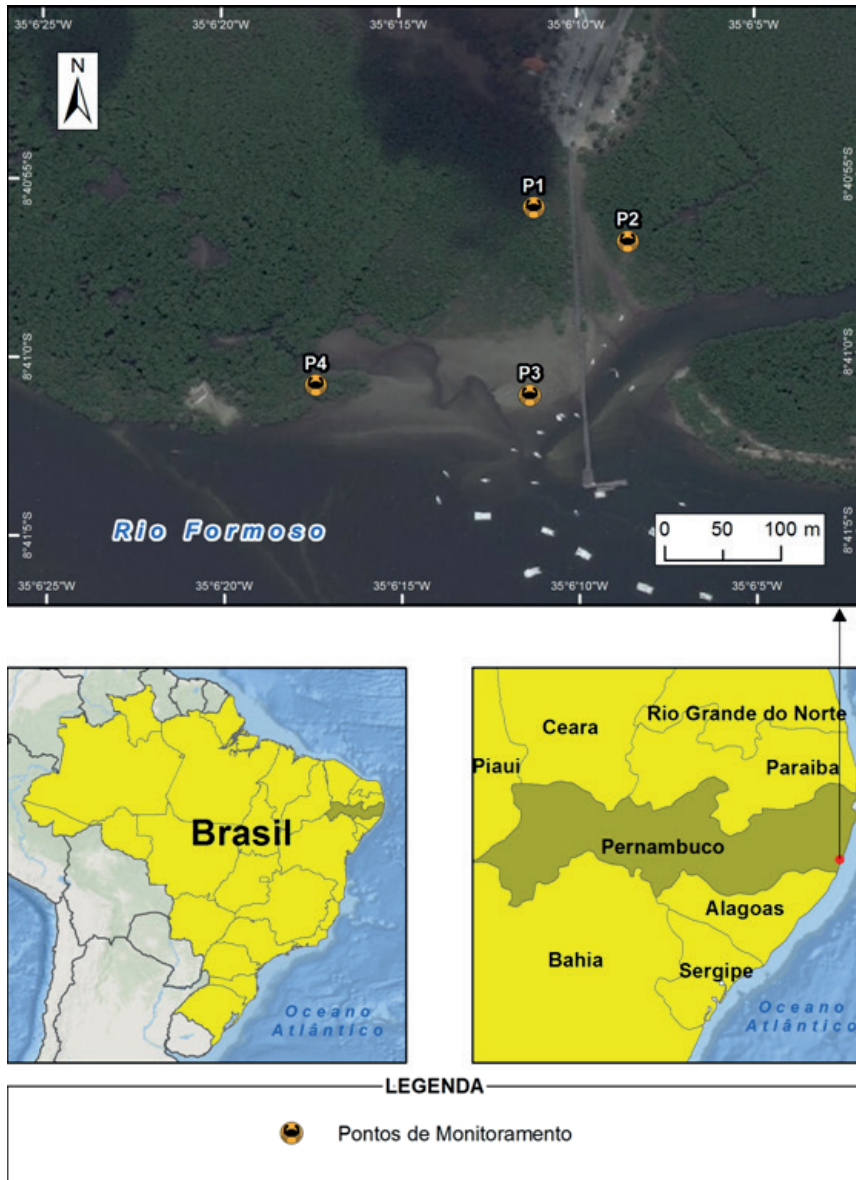 35°6'25"W 35°6'20"W 35°6'15"W 35°6'10"W 35°6'5"W
N
8°40'55"S 8°40'55"S
P1
P2
8°41'0"S 8°41'0"S
P4
P3
8°41'5"S 8°41'5"S
Rio Formoso
0 50 100 m
35°6'25"W 35°6'20"W 35°6'15"W 35°6'10"W 35°6'5"W
Brasil
Oceano
Atlântico
Ceara
Rio Grande do Norte
Piaui
Paraiba
Pernambuco
Alagoas
Bahia
Sergipe
Oceano
Atlântico
LEGENDA
Pontos de Monitoramento